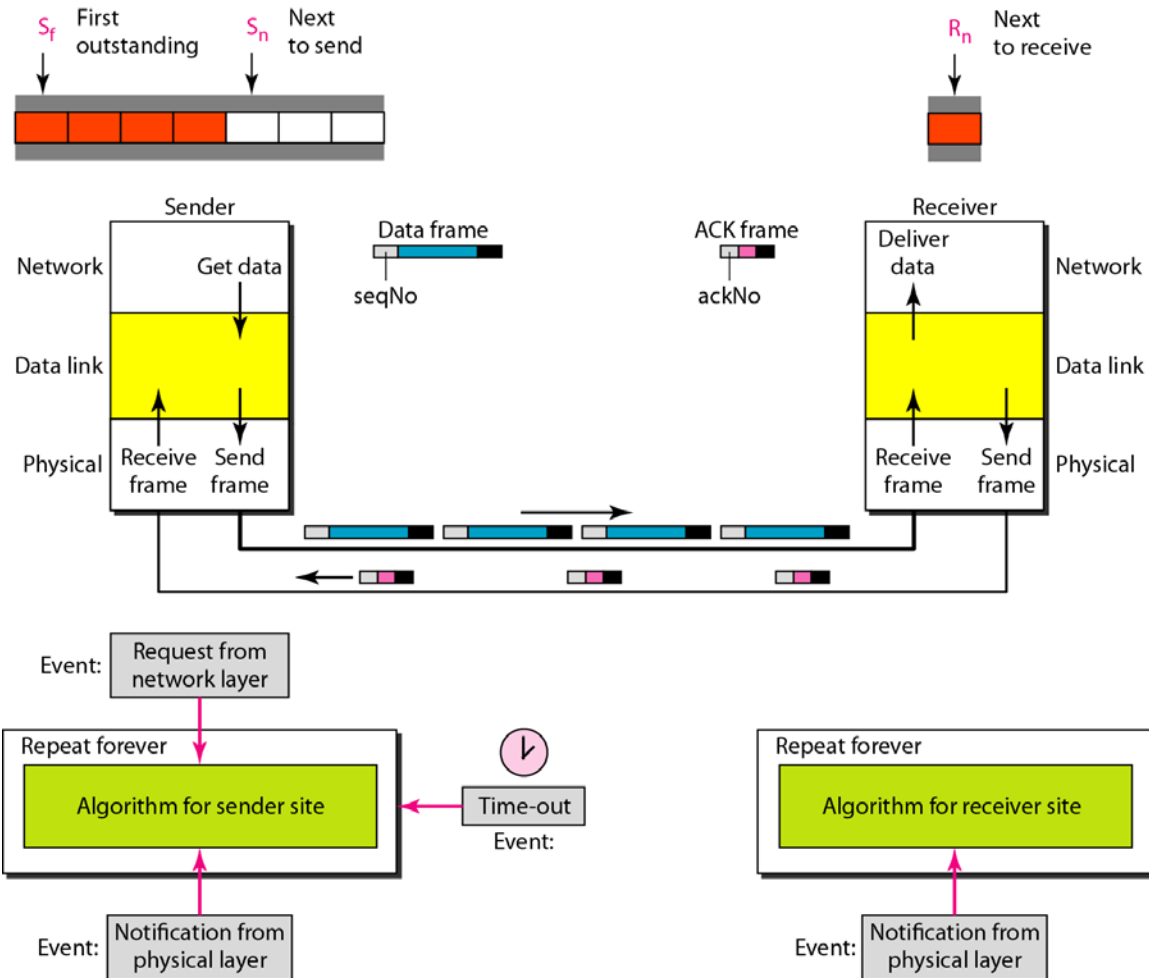 S_f First
outstanding
S_n Next
to send
R_n Next
to receive
Sender
Data frame
ACK frame
Receiver
Network
Get data
seqNo
ackNo
Deliver
data
Network
Data link
Data link
Physical
Receive
frame
Send
frame
Receive
frame
Send
frame
Physical
Event:
Request from
network layer
Repeat forever
Algorithm for sender site
Time-out
Event:
Event:
Notification from
physical layer
Repeat forever
Algorithm for receiver site
Event:
Notification from
physical layer